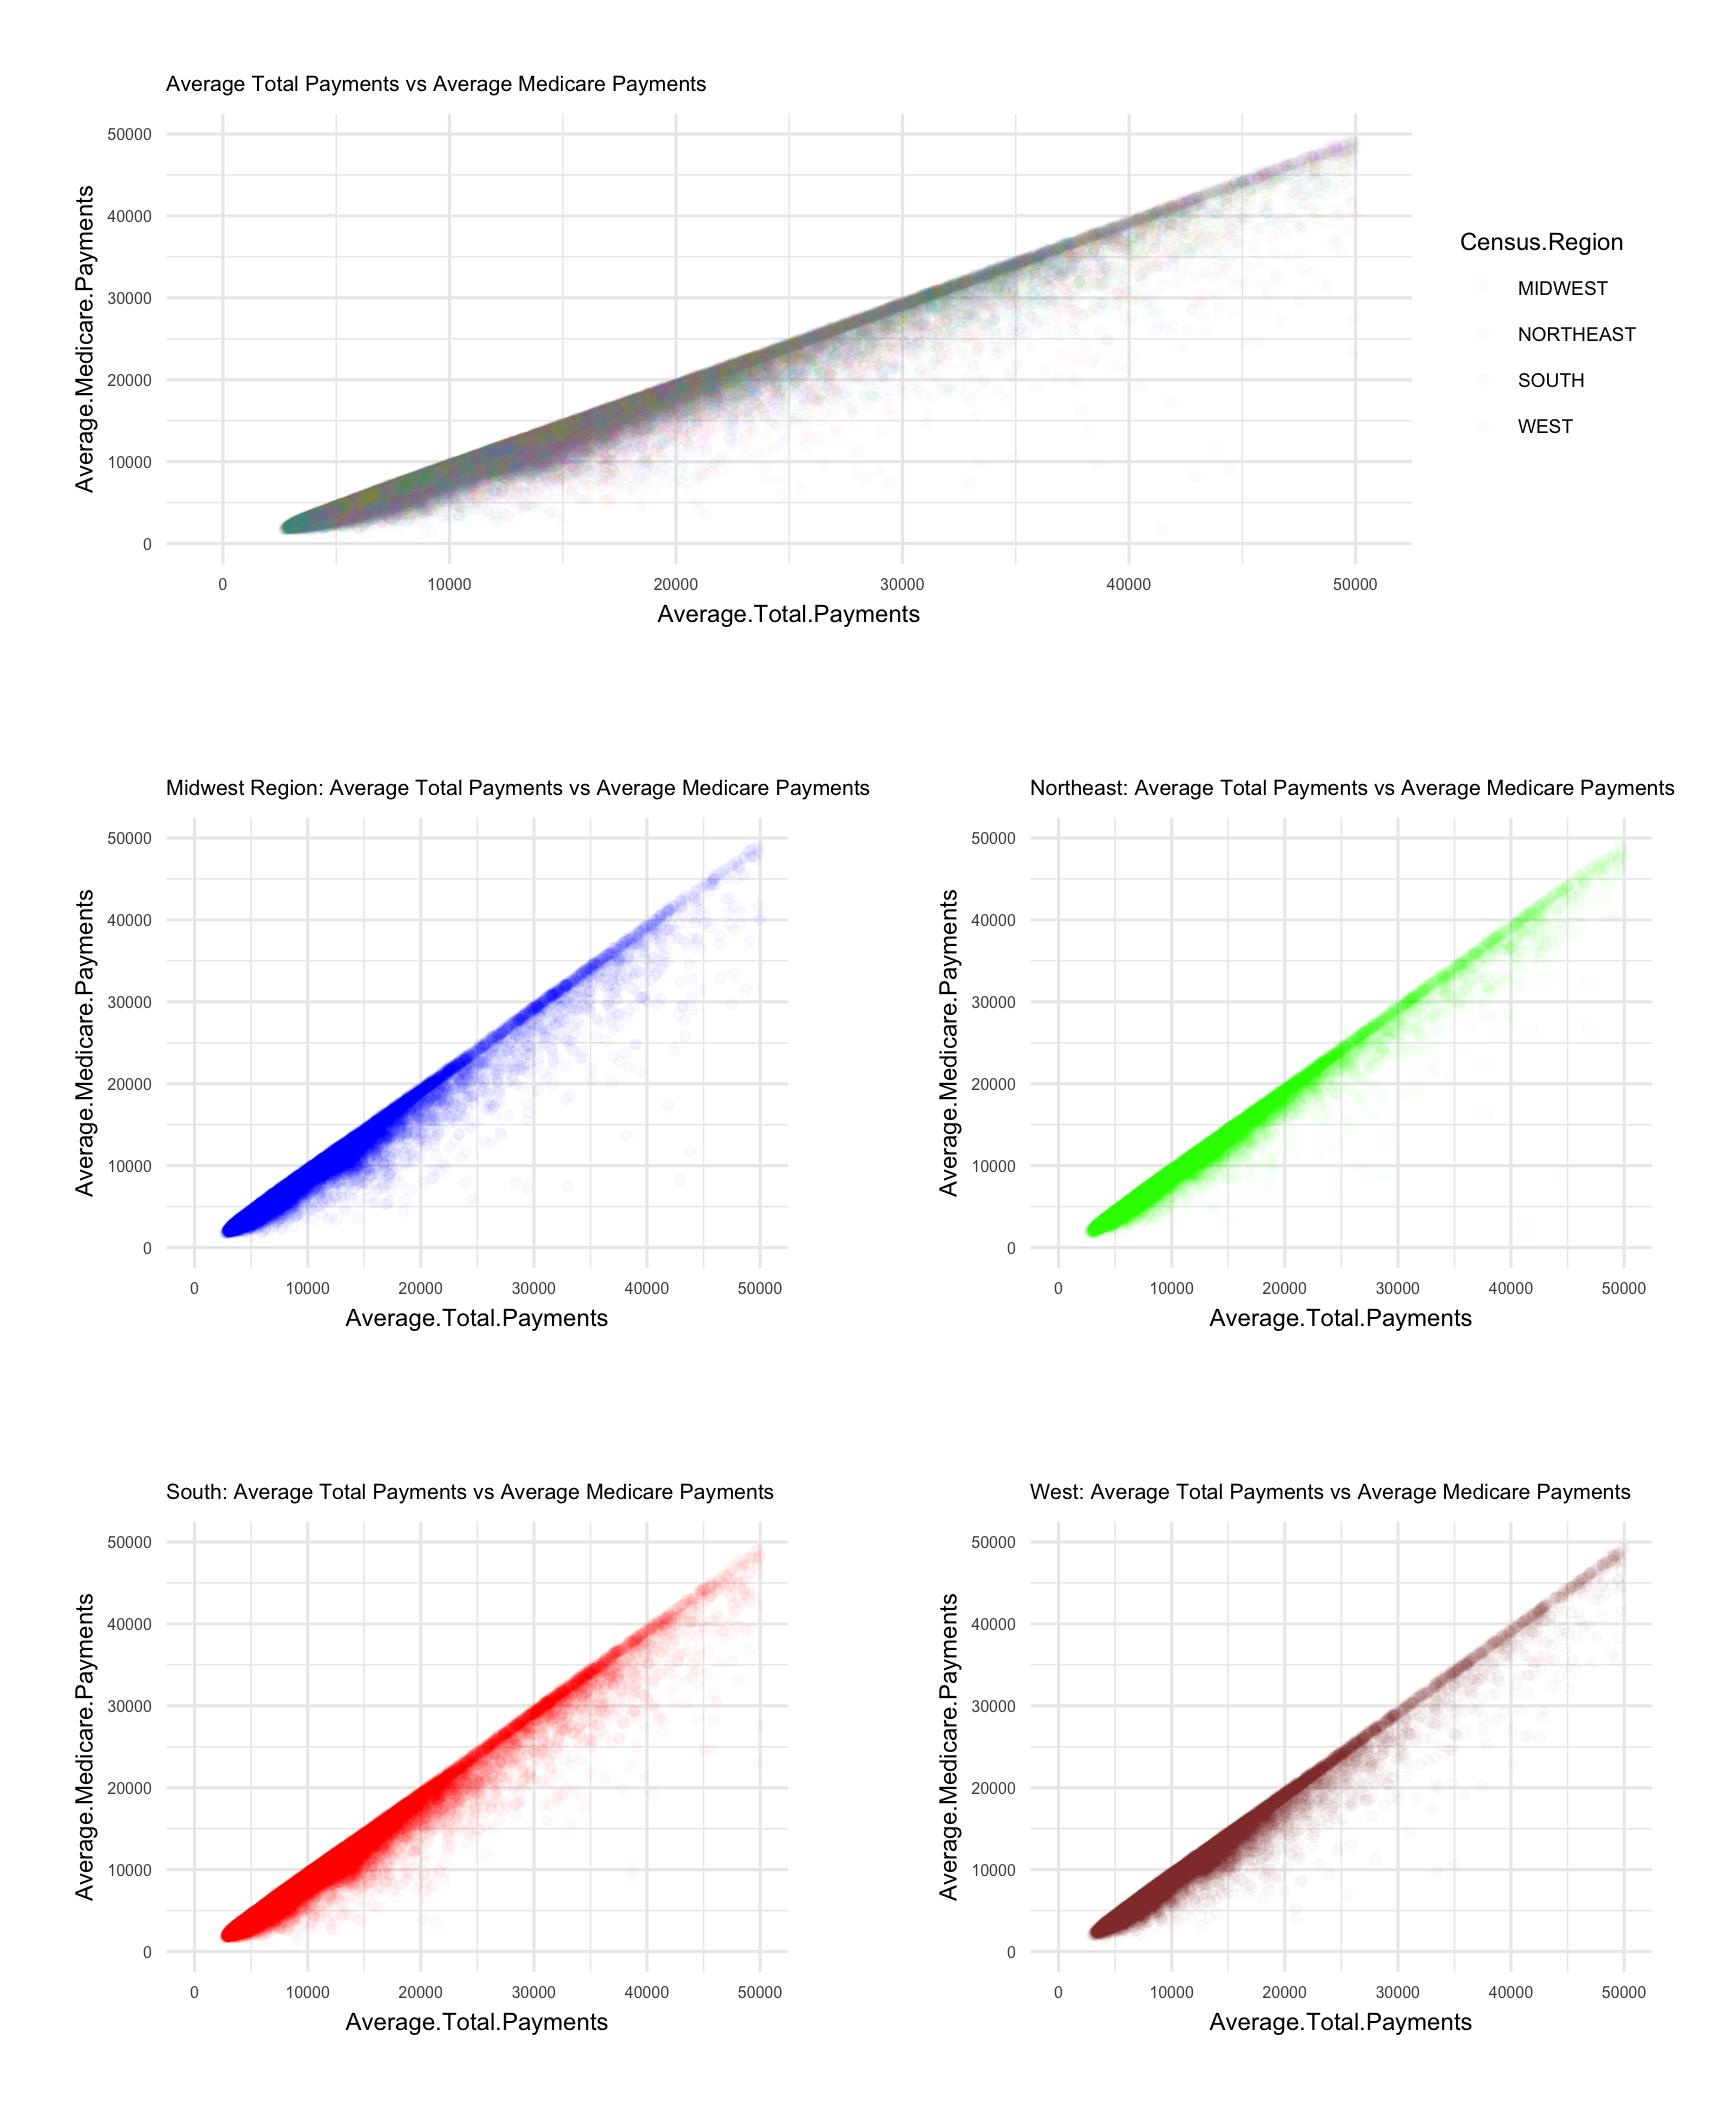 Average Total Payments vs Average Medicare Payments
50000
40000
30000
20000
10000
0
Average.Medicare.Payments
0 10000 20000 30000 40000 50000
Average.Total.Payments
Census.Region
MIDWEST
NORTHEAST
SOUTH
WEST
Midwest Region: Average Total Payments vs Average Medicare Payments
50000
40000
30000
20000
10000
0
Average.Medicare.Payments
0 10000 20000 30000 40000 50000
Average.Total.Payments
Northeast: Average Total Payments vs Average Medicare Payments
50000
40000
30000
20000
10000
0
Average.Medicare.Payments
0 10000 20000 30000 40000 50000
Average.Total.Payments
South: Average Total Payments vs Average Medicare Payments
50000
40000
30000
20000
10000
0
Average.Medicare.Payments
0 10000 20000 30000 40000 50000
Average.Total.Payments
West: Average Total Payments vs Average Medicare Payments
50000
40000
30000
20000
10000
0
Average.Medicare.Payments
0 10000 20000 30000 40000 50000
Average.Total.Payments